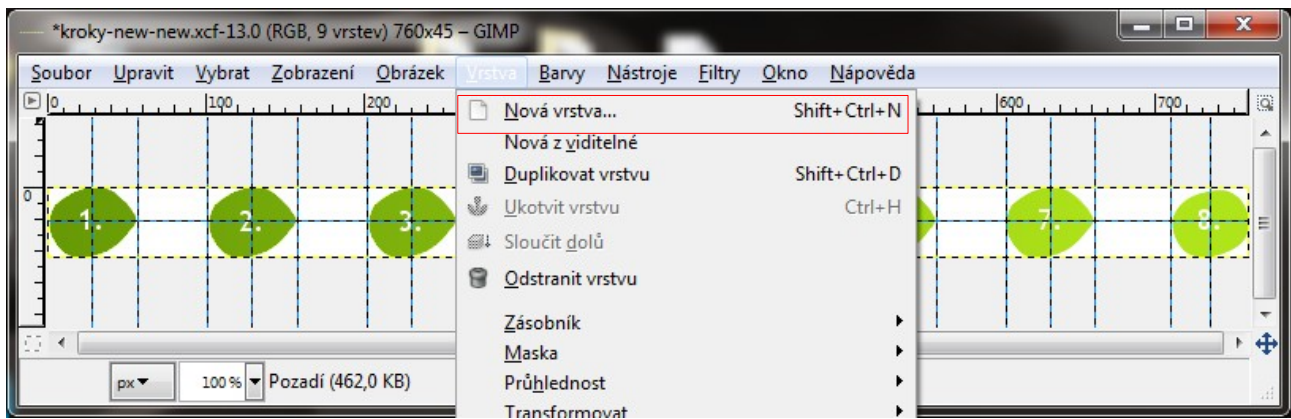 *kroky-new-new.xcf-13.0 (RGB, 9 vrstev) 760x45 – GIMP
Soubor Upravit Vybrat Zobrazení Obrázek Vrstva Barvy Nástroje Filtry Okno Nápověda
0 100 200 600 700
Nová vrstva... Shift+Ctrl+N
Nová z viditelné
Duplikovat vrstvu Shift+Ctrl+D
Ukotvit vrstvu Ctrl+H
Sloučit dolů
Odstranit vrstvu
Zásobník
Maska
Průhlednost
Transformovat
0
1. 2. 3. 7. 8.
px 100 % Pozadí (462,0 KB)